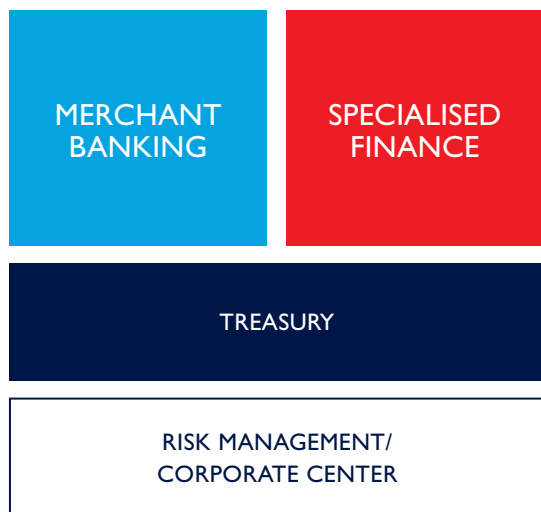 MERCHANT
BANKING
SPECIALISED
FINANCE
TREASURY
RISK MANAGEMENT/
CORPORATE CENTER